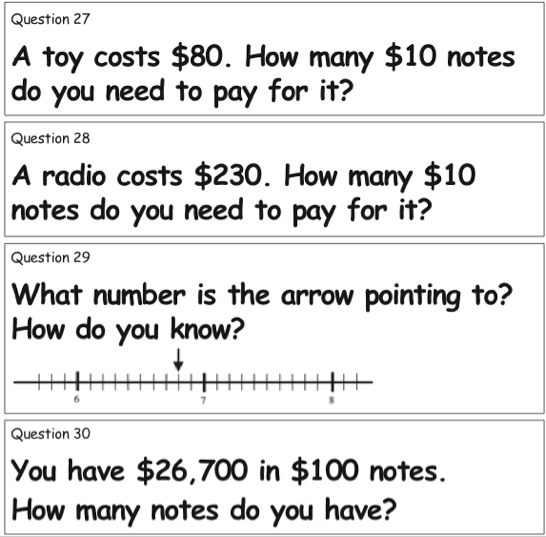 Question 27
A toy costs $80. How many $10 notes
do you need to pay for it?
Question 28
A radio costs $230. How many $10
notes do you need to pay for it?
Question 29
What number is the arrow pointing to?
How do you know?
6 7 8
Question 30
You have $26,700 in $100 notes.
How many notes do you have?